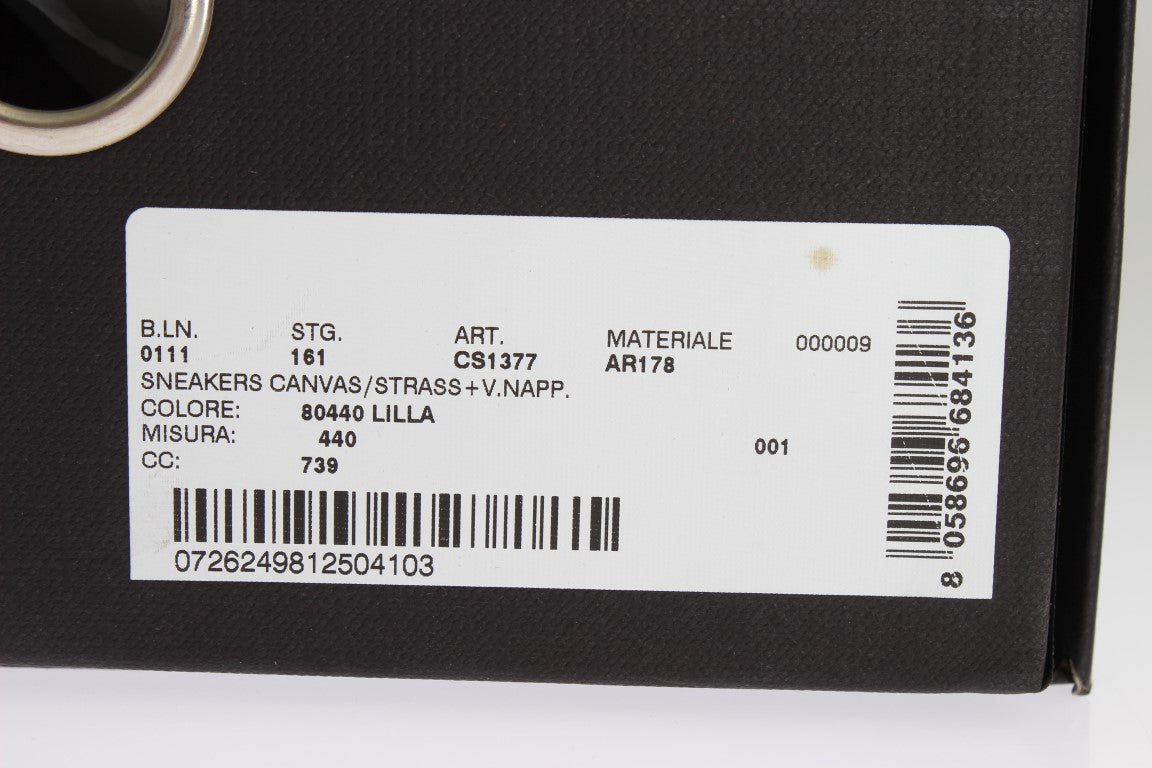 B.LN. STG. ART. MATERIALE 000009
0111 161 CS1377 AR178
SNEAKERS CANVAS/STRASS+V.NAPP.
COLORE: 80440 LILLA
MISURA: 440 001
CC: 739
0726249812504103
8 058696 684136